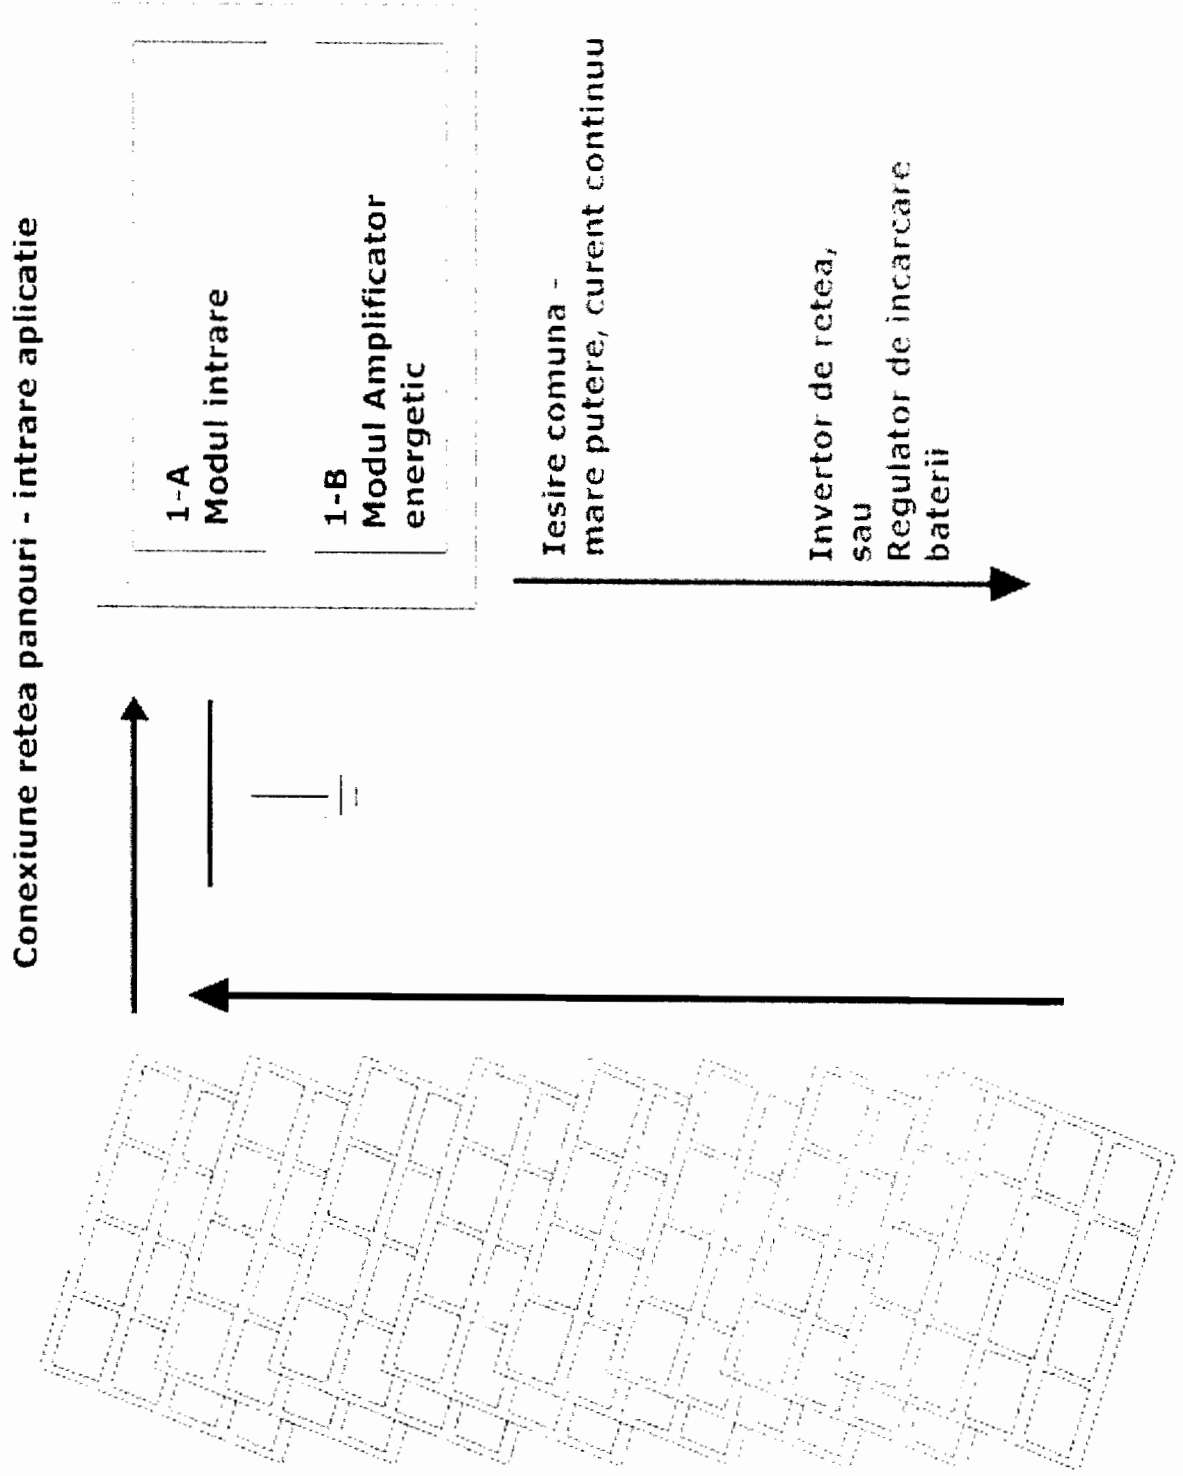 Conexiune retea panouri - intrare aplicatie
1-A
Modul intrare
1-B
Modul Amplificator
energetic
Iesire comuna -
mare putere, curent continuu
Invertor de retea,
sau
Regulator de incarcare
baterii